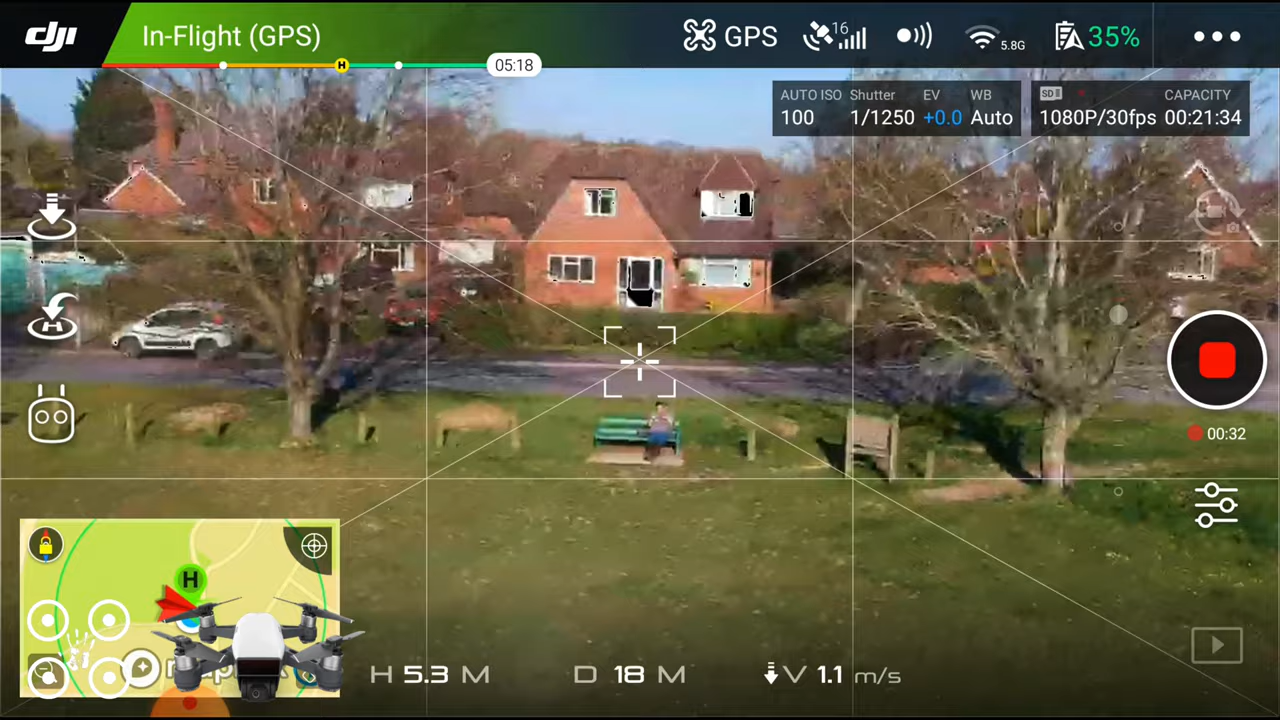 dji In-Flight (GPS) GPS 16 5.8G 35%
H 05:18
AUTO ISO Shutter EV WB SD CAPACITY
100 1/1250 +0.0 Auto 1080P/30fps 00:21:34
H
00:32
H
H 5.3 M D 18 M V 1.1 m/s